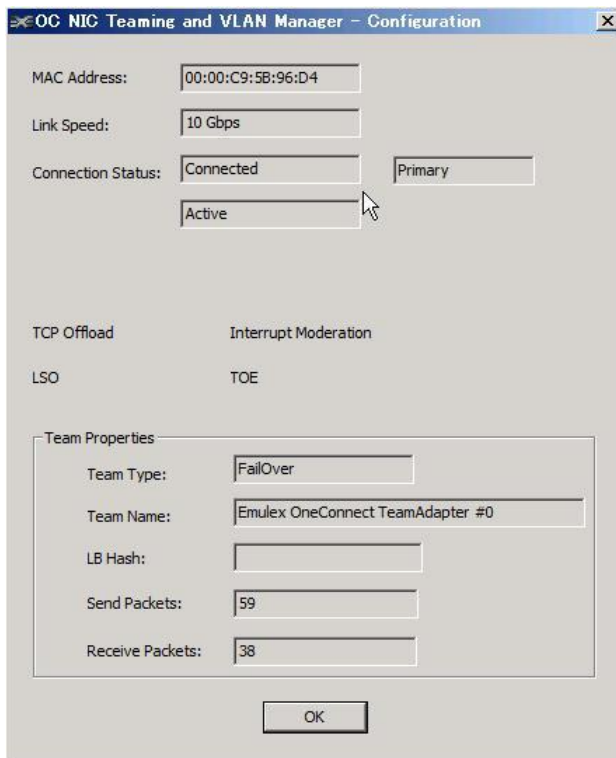 OC NIC Teaming and VLAN Manager - Configuration
MAC Address: 00:00:C9:5B:96:D4
Link Speed: 10 Gbps
Connection Status: Connected Primary
Active
TCP Offload Interrupt Moderation
LSO TOE
Team Properties
Team Type: FailOver
Team Name: Emulex OneConnect TeamAdapter #0
LB Hash:
Send Packets: 59
Receive Packets: 38
OK